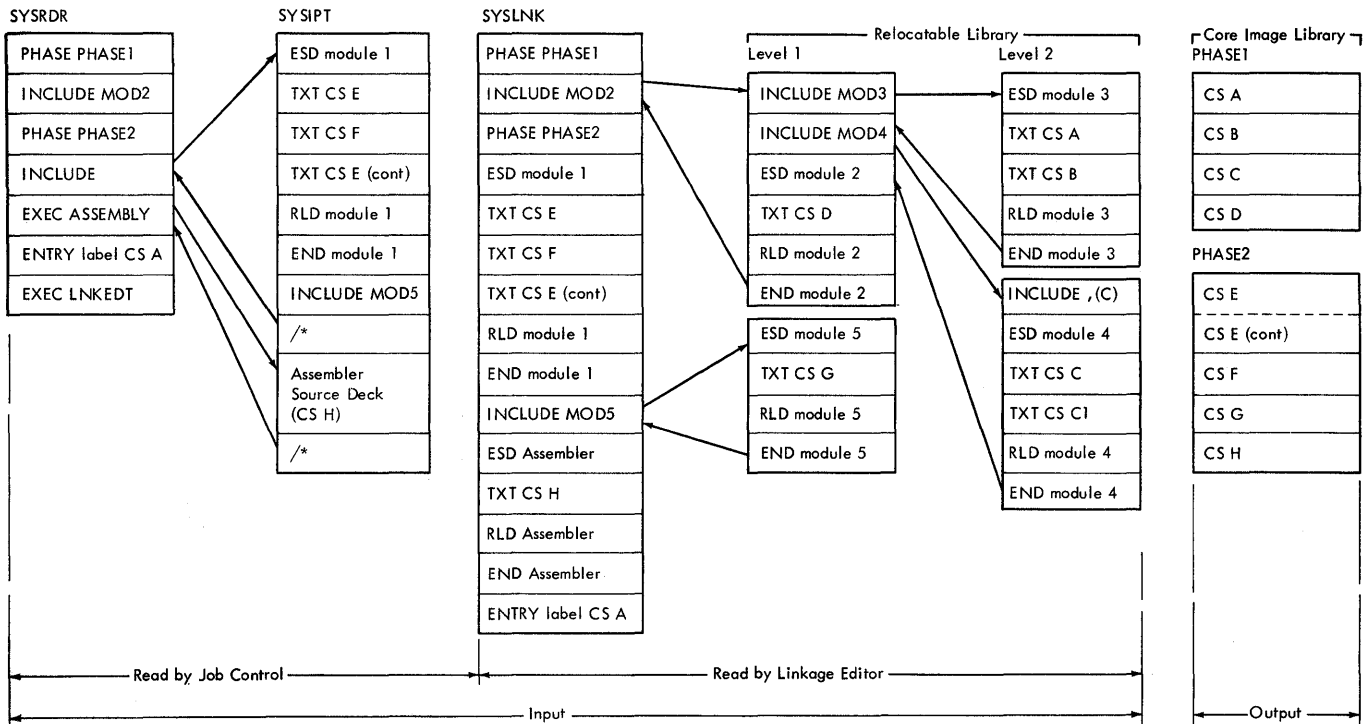 SYSRDR
PHASE PHASE1
INCLUDE MOD2
PHASE PHASE2
INCLUDE
EXEC ASSEMBLY
ENTRY label CS A
EXEC LNKEDT
SYSIPT
ESD module 1
TXT CS E
TXT CS F
TXT CS E (cont)
RLD module 1
END module 1
INCLUDE MOD5
/*
Assembler
Source Deck
(CS H)
/*
SYSLNK
PHASE PHASE1
INCLUDE MOD2
PHASE PHASE2
ESD module 1
TXT CS E
TXT CS F
TXT CS E (cont)
RLD module 1
END module 1
INCLUDE MOD5
ESD Assembler
TXT CS H
RLD Assembler
END Assembler
ENTRY label CS A
Relocatable Library
Level 1
INCLUDE MOD3
INCLUDE MOD4
ESD module 2
TXT CS D
RLD module 2
END module 2
ESD module 5
TXT CS G
RLD module 5
END module 5
Level 2
ESD module 3
TXT CS A
TXT CS B
RLD module 3
END module 3
INCLUDE ,(C)
ESD module 4
TXT CS C
TXT CS C1
RLD module 4
END module 4
Core Image Library
PHASE1
CS A
CS B
CS C
CS D
PHASE2
CS E
CS E (cont)
CS F
CS G
CS H
Read by Job Control
Read by Linkage Editor
Input
Output